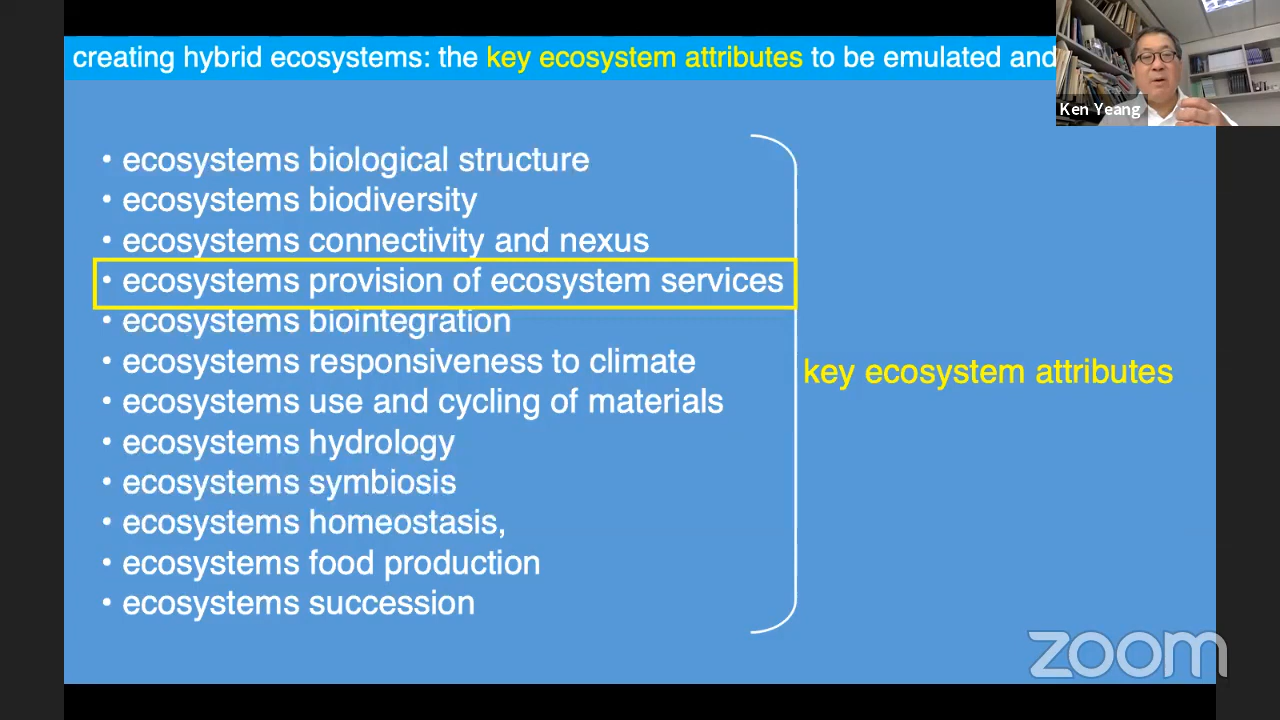 creating hybrid ecosystems: the key ecosystem attributes to be emulated and
Ken Yeang
• ecosystems biological structure
• ecosystems biodiversity
• ecosystems connectivity and nexus
• ecosystems provision of ecosystem services
• ecosystems biointegration
• ecosystems responsiveness to climate
key ecosystem attributes
• ecosystems use and cycling of materials
• ecosystems hydrology
• ecosystems symbiosis
• ecosystems homeostasis,
• ecosystems food production
• ecosystems succession
zoom